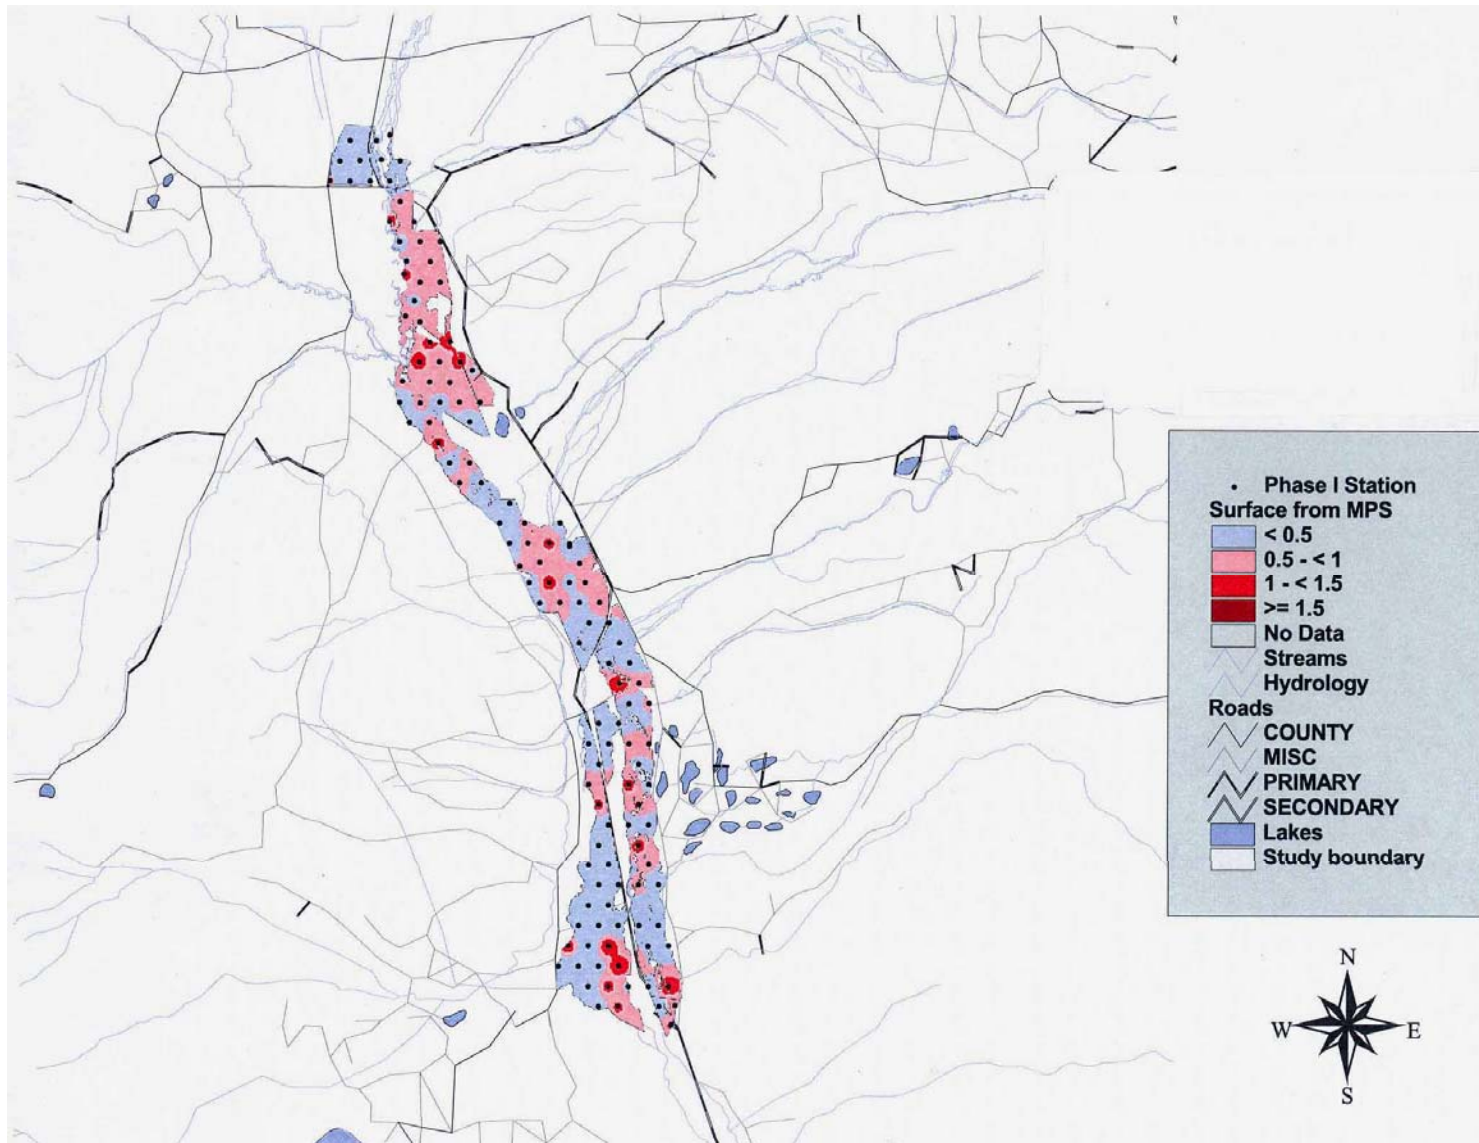 Phase I Station
Surface from MPS
< 0.5
0.5 - < 1
1 - < 1.5
>= 1.5
No Data
Streams
Hydrology
Roads
COUNTY
MISC
PRIMARY
SECONDARY
Lakes
Study boundary
N
W E
S